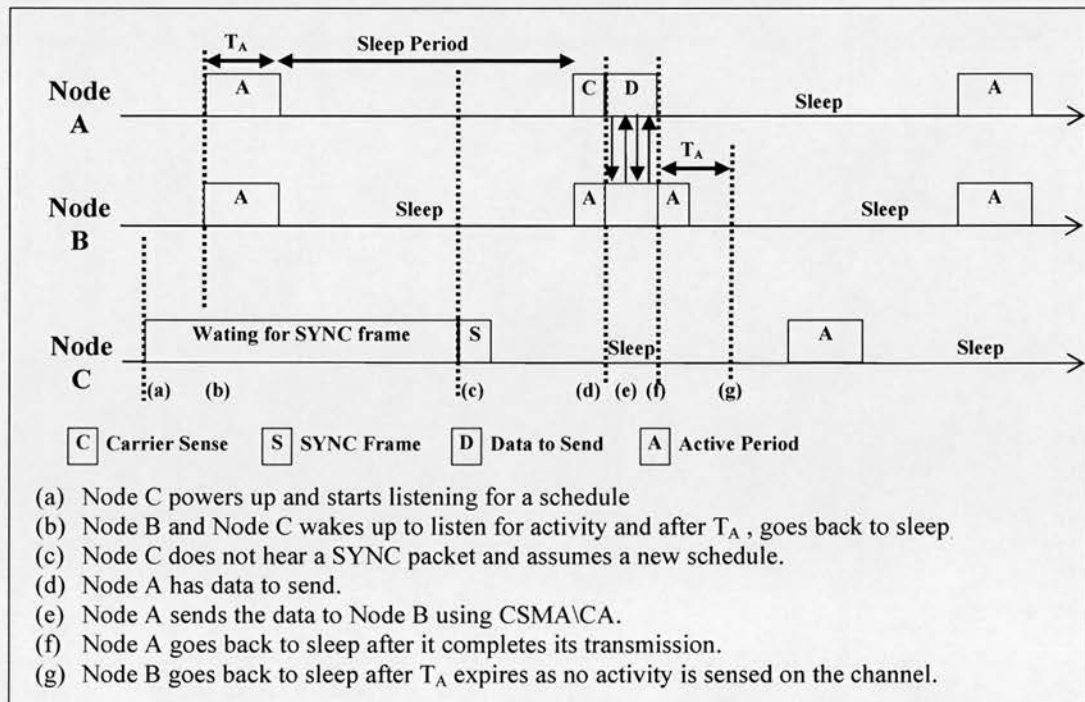 T_A Sleep Period
Node A A C D Sleep A
T_A
Node B A Sleep A A Sleep A
Node C Wating for SYNC frame S Sleep A Sleep
(a) (b) (c) (d) (e) (f) (g)
C Carrier Sense S SYNC Frame D Data to Send A Active Period
(a) Node C powers up and starts listening for a schedule
(b) Node B and Node C wakes up to listen for activity and after T_A , goes back to sleep
(c) Node C does not hear a SYNC packet and assumes a new schedule.
(d) Node A has data to send.
(e) Node A sends the data to Node B using CSMA\CA.
(f) Node A goes back to sleep after it completes its transmission.
(g) Node B goes back to sleep after T_A expires as no activity is sensed on the channel.